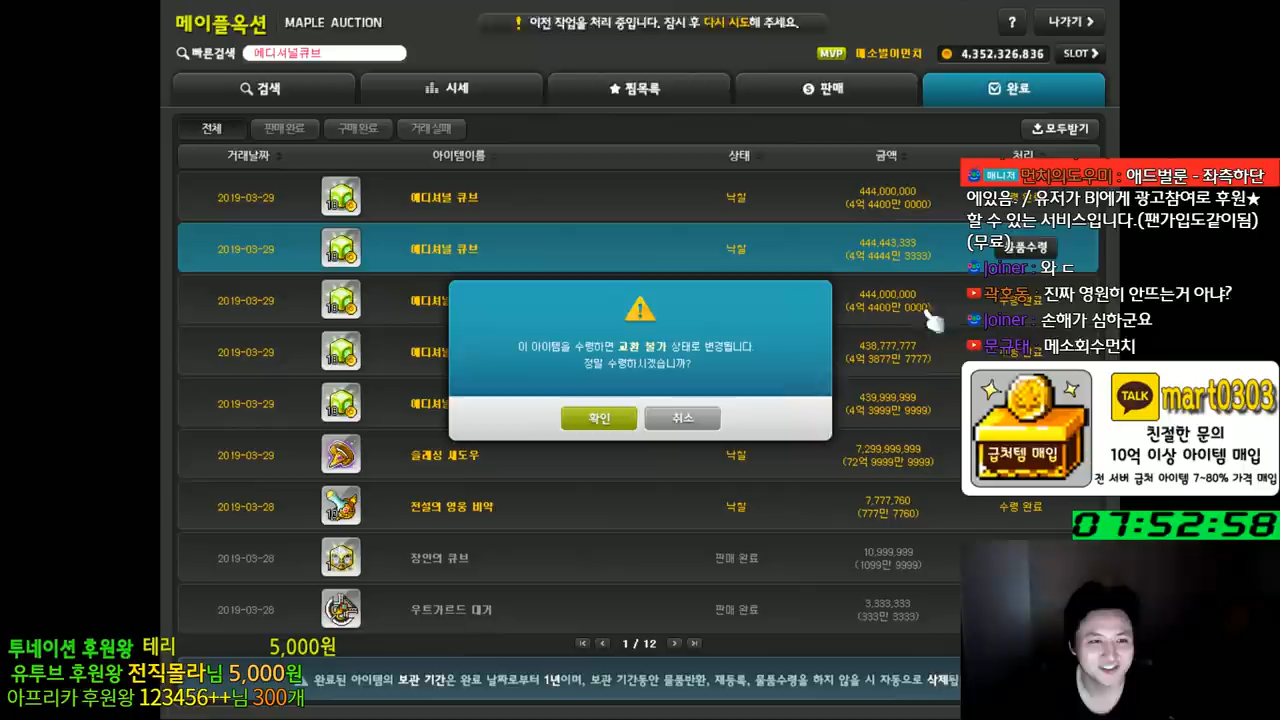 메이플옥션 MAPLE AUCTION
! 이전 작업을 처리 중입니다. 잠시 후 다시 시도해 주세요.
? 나가기
빠른검색 에디셔널큐브
MVP 메소벌이먼치 4,352,326,836 SLOT
검색 시세 찜목록 판매 완료
전체 판매 완료 구매 완료 거래 실패 모두받기
거래날짜 아이템이름 상태 금액 처리
2019-03-29 에디셔널 큐브 낙찰 444,000,000
(4억 4400만 0000)
2019-03-29 에디셔널 큐브 낙찰 444,443,333
(4억 4444만 3333)
2019-03-29 에디셔 444,000,000
(4억 4400만 0000)
2019-03-29 에디셔 438,777,777
(4억 3877만 7777)
2019-03-29 에디셔 439,999,999
(4억 3999만 9999)
이 아이템을 수령하면 교환 불가 상태로 변경됩니다.
정말 수령하시겠습니까?
확인 취소
2019-03-29 슬래싱 섀도우 낙찰 7,299,999,999
(72억 9999만 9999)
2019-03-28 전설의 영웅 비약 낙찰 7,777,760 수령 완료
(777만 7760)
2019-03-28 장인의 큐브 판매 완료 10,999,999
(1099만 9999)
2019-03-28 우트가르드 대거 판매 완료 3,333,333
(333만 3333)
1 / 12
완료된 아이템의 보관 기간은 완료 날짜로부터 1년이며, 보관 기간동안 물품반환, 재등록, 물품수령을 하지 않을 시 자동으로 삭제됩
매니저 먼치의도우미 : 애드벌룬 - 좌측하단
에있음. / 유저가 BJ에게 광고참여로 후원★
할 수 있는 서비스입니다.(팬가입도같이됨)
(무료)
joiner : 와 ㄷ
곽호동 : 진짜 영원히 안뜨는거 아냐?
joiner : 손해가 심하군요
문규태 : 메소회수먼치
TALK mart0303
친절한 문의
10억 이상 아이템 매입
전 서버 급처 아이템 7~80% 가격 매입
급처템 매입
07:52:58
투네이션 후원왕 테리 5,000원
유투브 후원왕 전직몰라님 5,000원
아프리카 후원왕 123456++님 300개